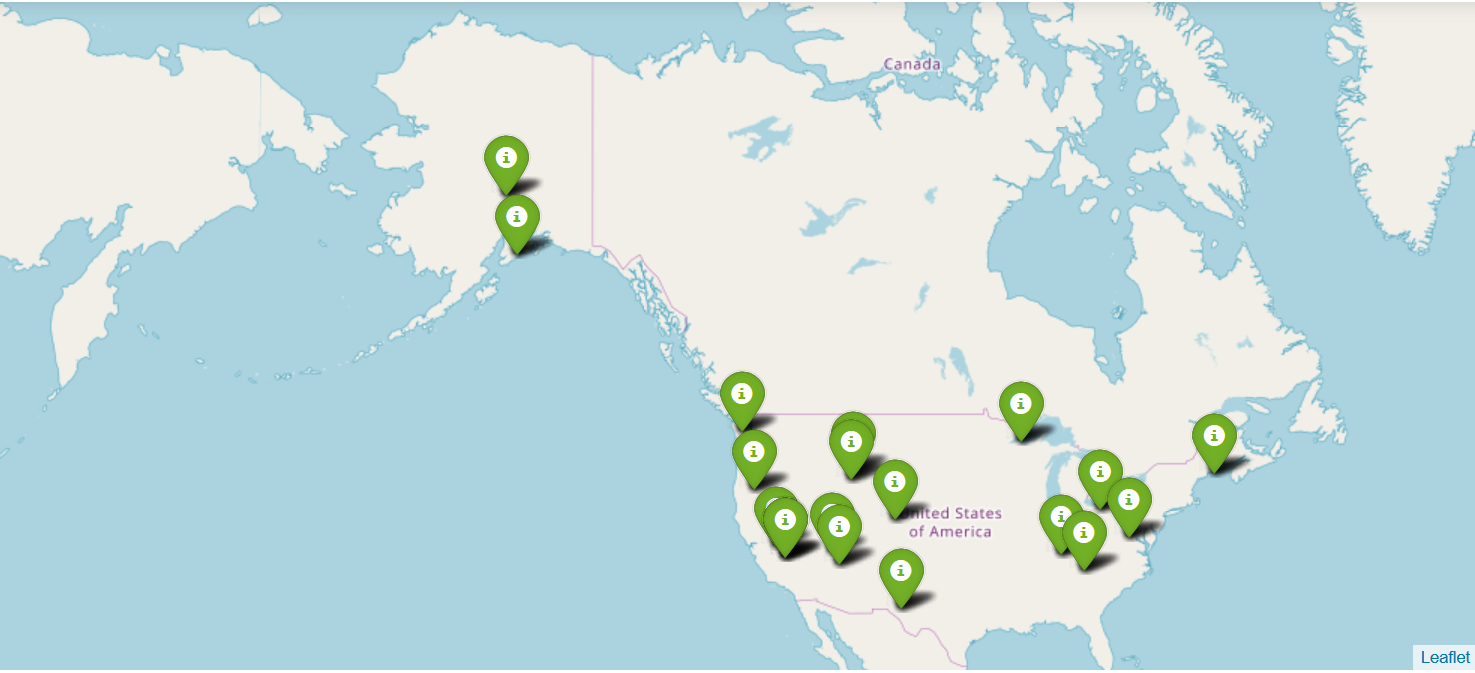 Canada
United States
of America
Leaflet